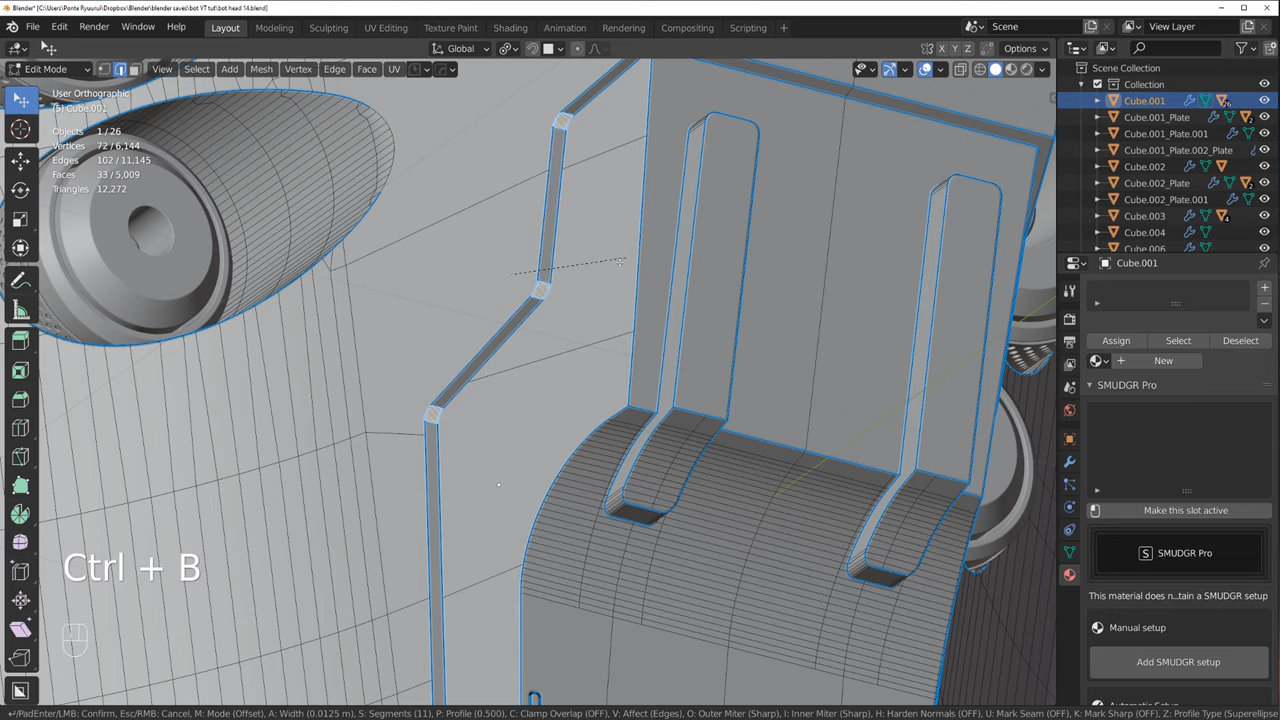 Blender* [C:\Users\Ponte Ryuurui\Dropbox\blender saves\bot YT tut\bot head 14.blend]
File Edit Render Window Help Layout Modeling Sculpting UV Editing Texture Paint Shading Animation Rendering Compositing Scripting + Scene View Layer
Global X Y Z Options
Edit Mode View Select Add Mesh Vertex Edge Face UV
User Orthographic
(5) Cube.001
Objects 1 / 26
Vertices 72 / 6,144
Edges 102 / 11,145
Faces 33 / 5,009
Triangles 12,272
Ctrl + B
Scene Collection
Collection
Cube.001
Cube.001_Plate
Cube.001_Plate.001
Cube.001_Plate.002_Plate
Cube.002
Cube.002_Plate
Cube.002_Plate.001
Cube.003
Cube.004
Cube.006
Cube.001
Assign Select Deselect
New
SMUDGR Pro
Make this slot active
S SMUDGR Pro
This material does n..tain a SMUDGR setup
Manual setup
Add SMUDGR setup
↵/PadEnter/LMB: Confirm, Esc/RMB: Cancel, M: Mode (Offset), A: Width (0.0125 m), S: Segments (11), P: Profile (0.500), C: Clamp Overlap (OFF), V: Affect (Edges), O: Outer Miter (Sharp), I: Inner Miter (Sharp), H: Harden Normals (OFF), U: Mark Seam (OFF), K: Mark Sharp (OFF), Z: Profile Type (Superellipse)